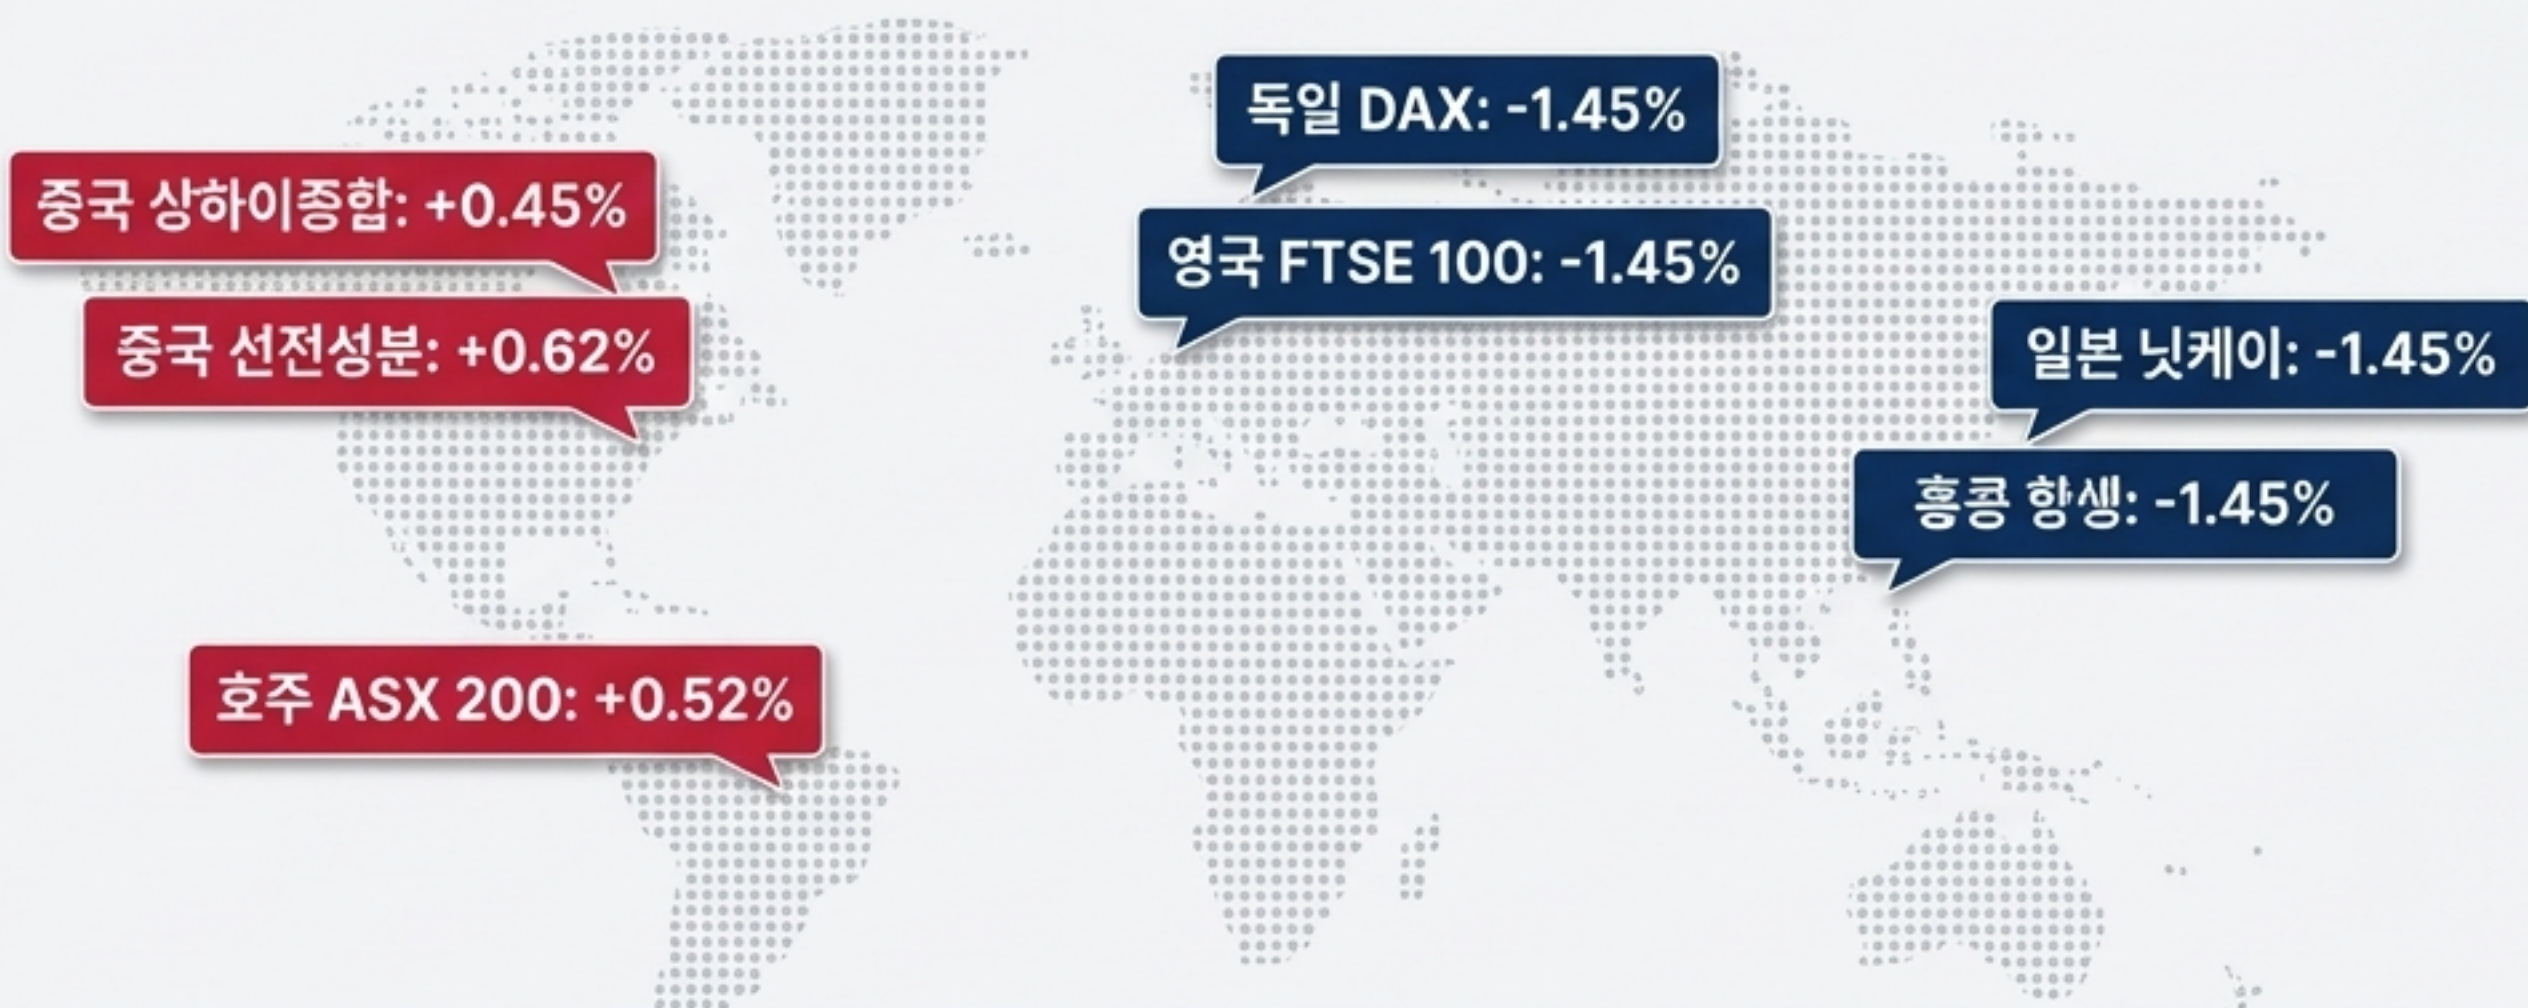 독일 DAX: -1.45%
중국 상하이종합: +0.45%
영국 FTSE 100: -1.45%
중국 선전성분: +0.62%
일본 닛케이: -1.45%
홍콩 항셍: -1.45%
호주 ASX 200: +0.52%